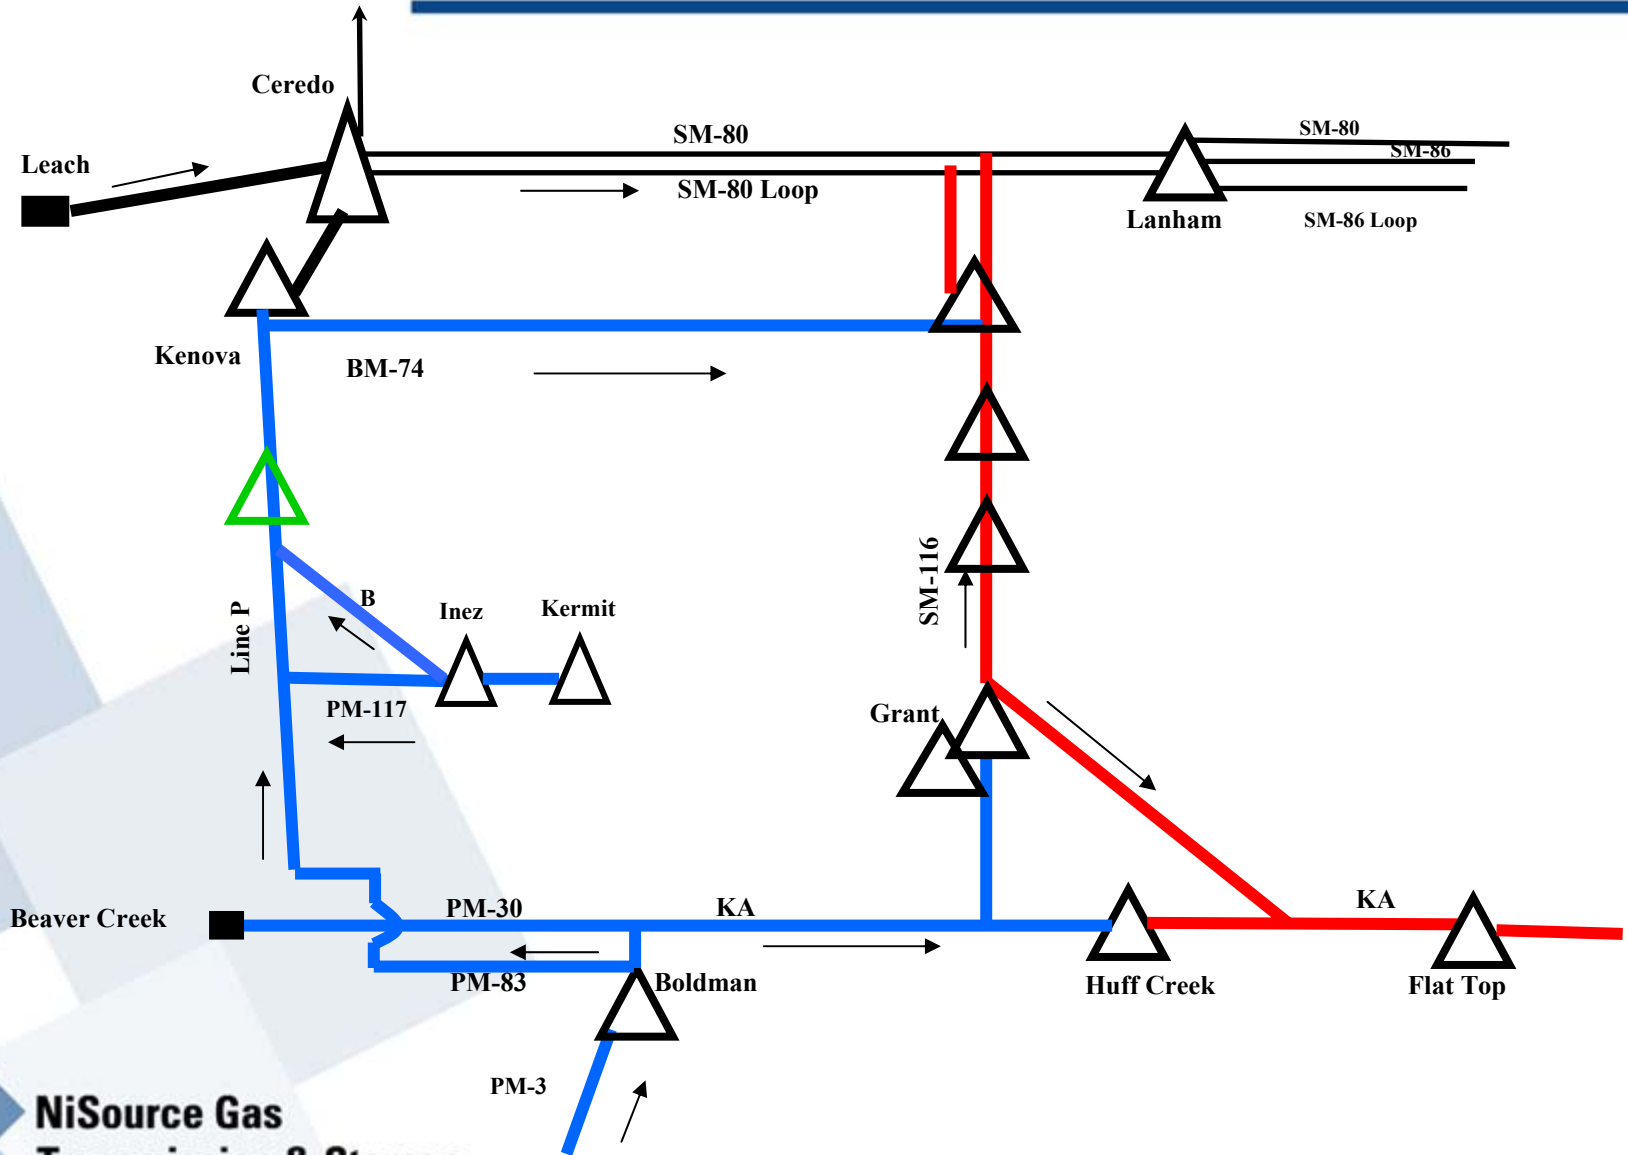 Ceredo
SM-80
SM-80
SM-86
Leach
SM-80 Loop
Lanham
SM-86 Loop
Kenova
BM-74
SM-116
B
Inez
Kermit
Line P
PM-117
Grant
Beaver Creek
PM-30
KA
KA
PM-83
Boldman
Huff Creek
Flat Top
PM-3
NiSource Gas